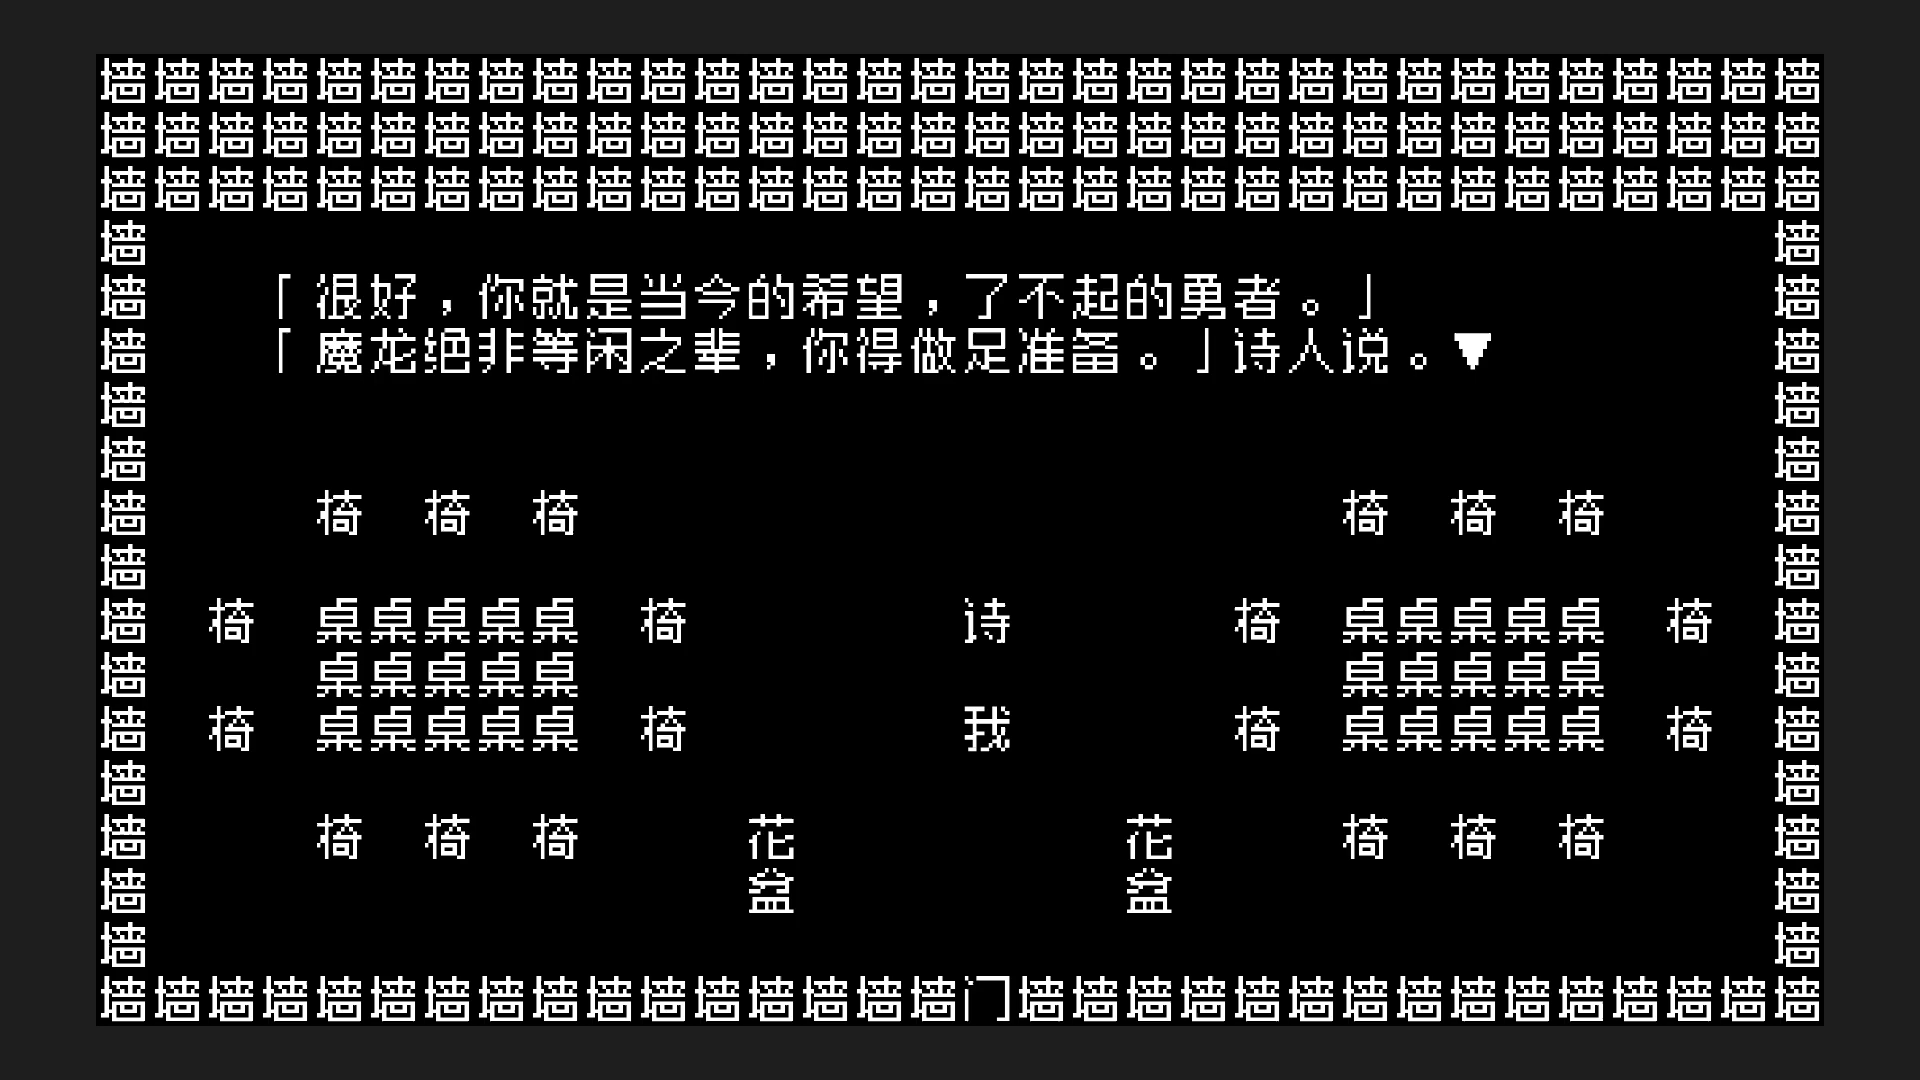 墙墙墙墙墙墙墙墙墙墙墙墙墙墙墙墙墙墙墙墙墙墙墙墙墙墙墙墙墙墙墙墙
墙墙墙墙墙墙墙墙墙墙墙墙墙墙墙墙墙墙墙墙墙墙墙墙墙墙墙墙墙墙墙墙
墙墙墙墙墙墙墙墙墙墙墙墙墙墙墙墙墙墙墙墙墙墙墙墙墙墙墙墙墙墙墙墙
墙 墙
墙 「很好，你就是当今的希望，了不起的勇者。」 墙
墙 「魔龙绝非等闲之辈，你得做足准备。」诗人说。▼ 墙
墙 墙
墙 墙
墙 椅 椅 椅 椅 椅 椅 墙
墙 墙
墙 椅 桌桌桌桌桌 椅 诗 椅 桌桌桌桌桌 椅 墙
墙 桌桌桌桌桌 桌桌桌桌桌 墙
墙 椅 桌桌桌桌桌 椅 我 椅 桌桌桌桌桌 椅 墙
墙 墙
墙 椅 椅 椅 花 花 椅 椅 椅 墙
墙 盆 盆 墙
墙 墙
墙墙墙墙墙墙墙墙墙墙墙墙墙墙墙墙门墙墙墙墙墙墙墙墙墙墙墙墙墙墙墙